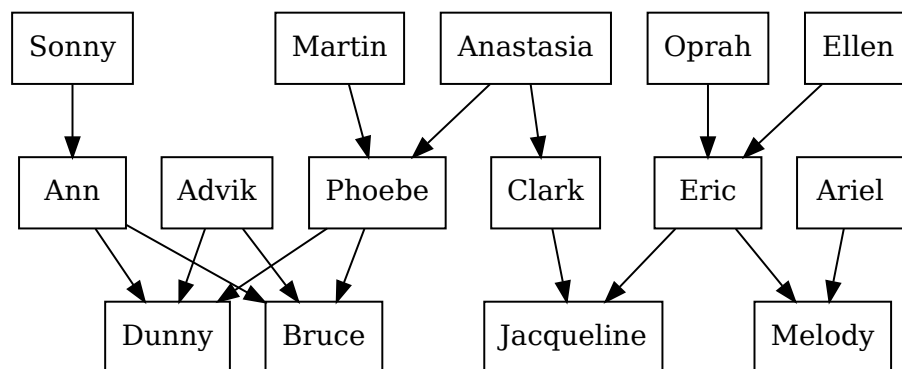 Sonny
Martin
Anastasia
Oprah
Ellen
Ann
Advik
Phoebe
Clark
Eric
Ariel
Dunny
Bruce
Jacqueline
Melody